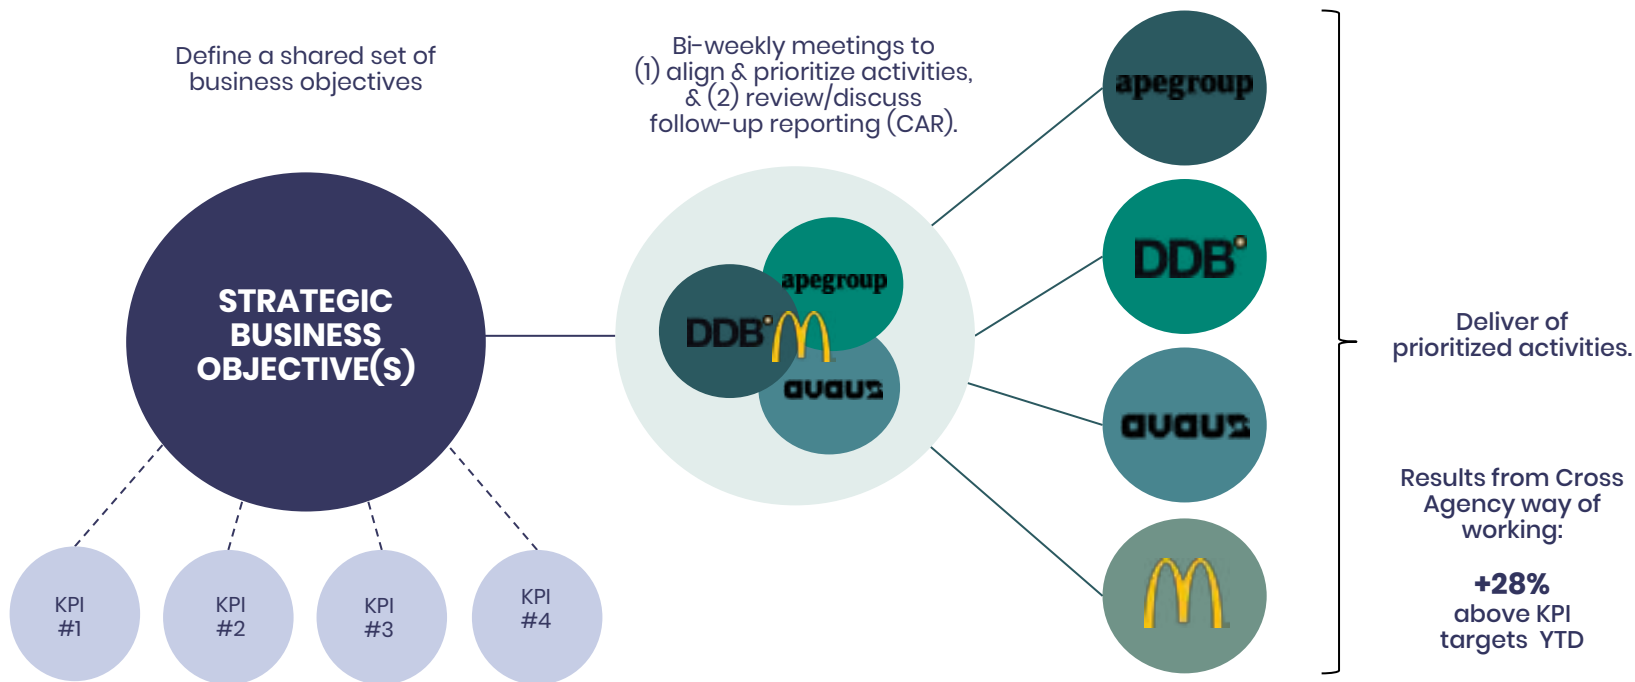 Define a shared set of
business objectives
STRATEGIC
BUSINESS
OBJECTIVE(S)
KPI
#1
KPI
#2
KPI
#3
KPI
#4
Bi-weekly meetings to
(1) align & prioritize activities,
& (2) review/discuss
follow-up reporting (CAR).
apegroup
DDB
avaus
apegroup
DDB
avaus
Deliver of
prioritized activities.
Results from Cross
Agency way of
working:
+28%
above KPI
targets YTD